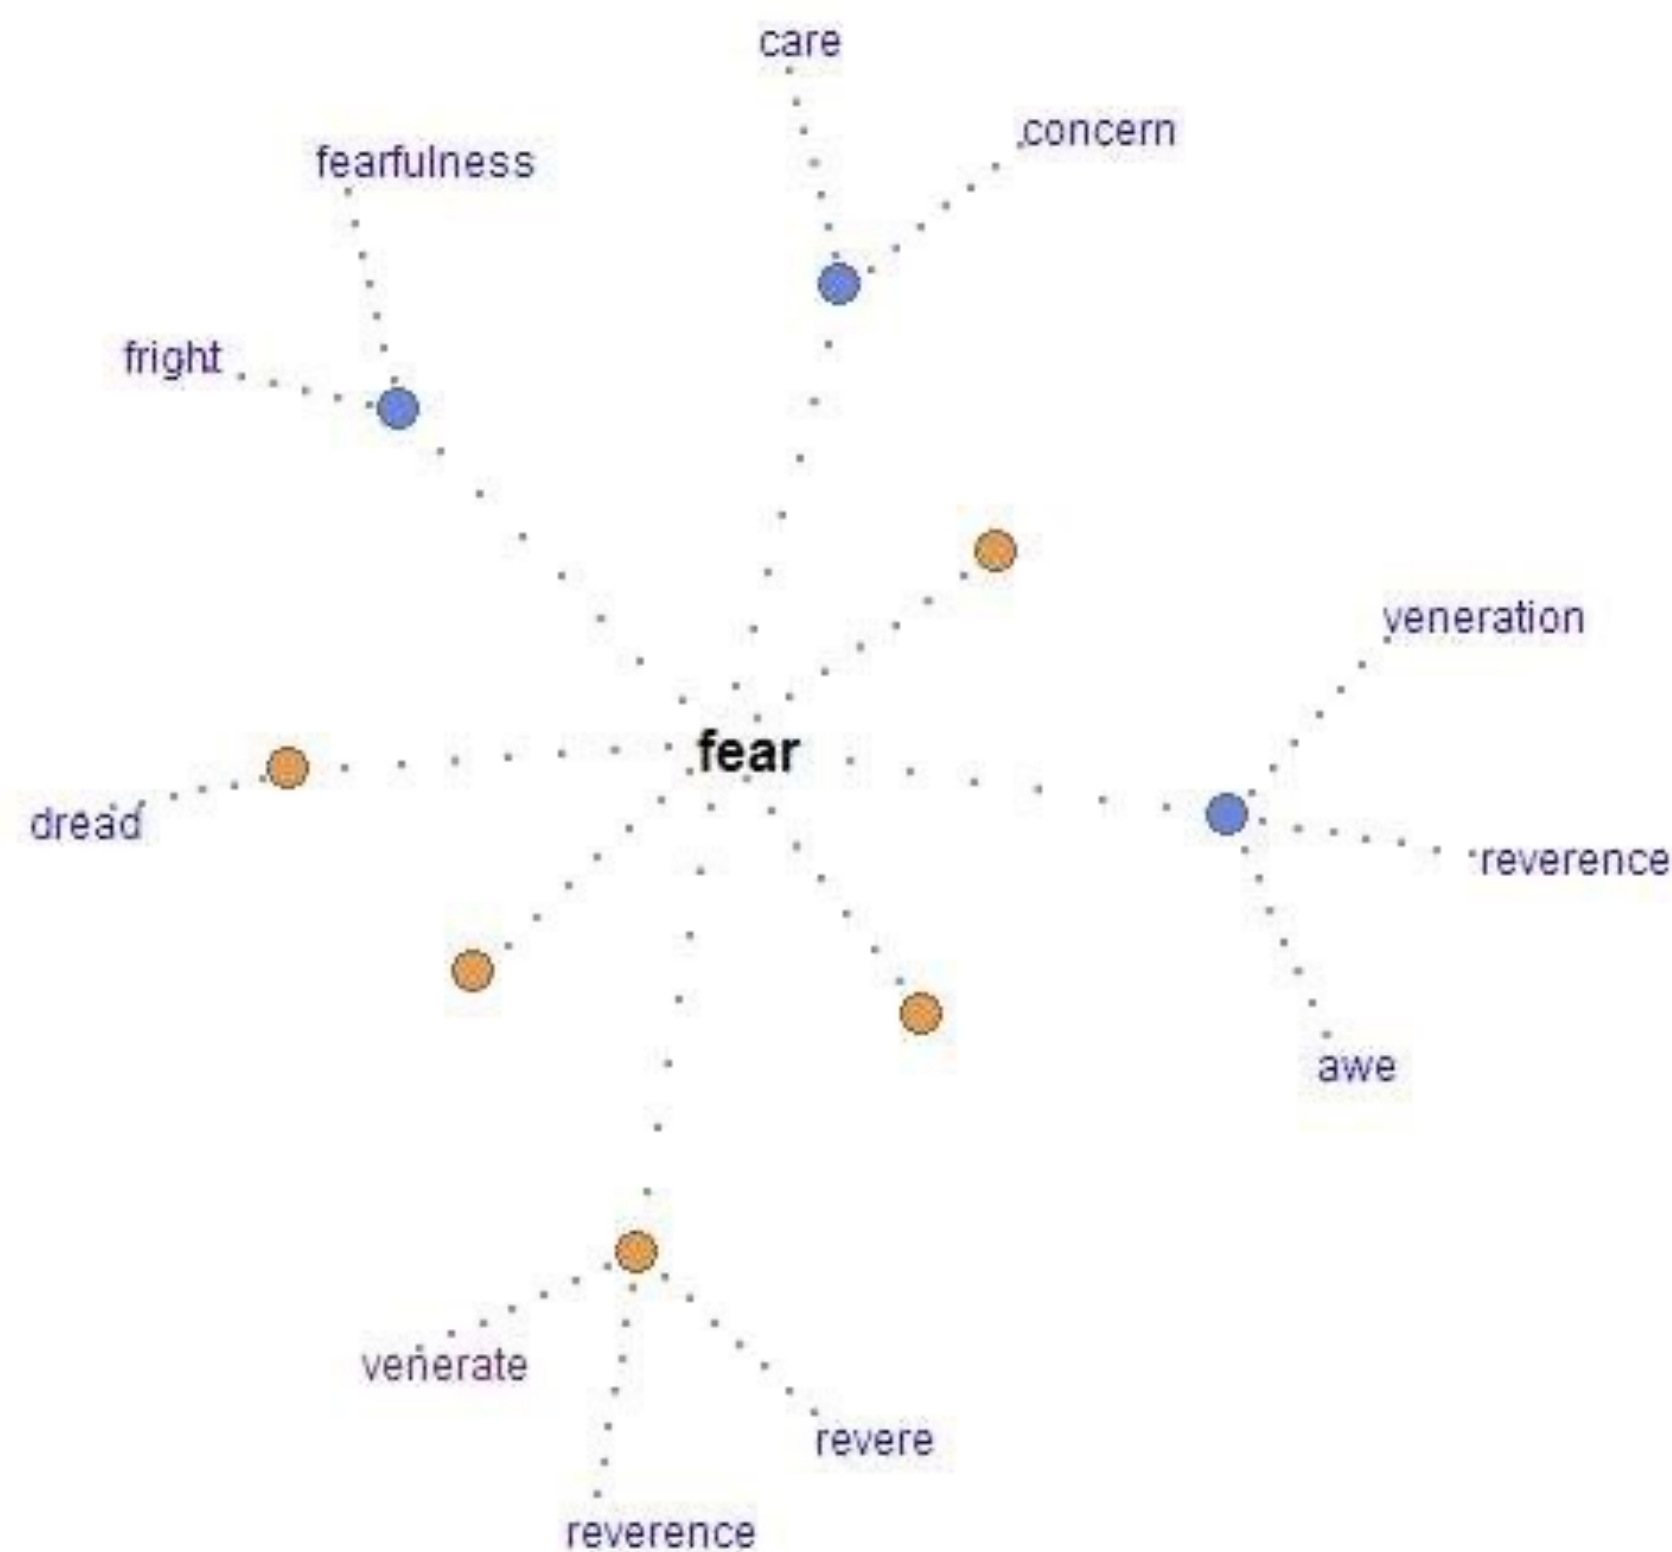 care
concern
fearfulness
fright
veneration
fear
dread
reverence
awe
venerate
revere
reverence